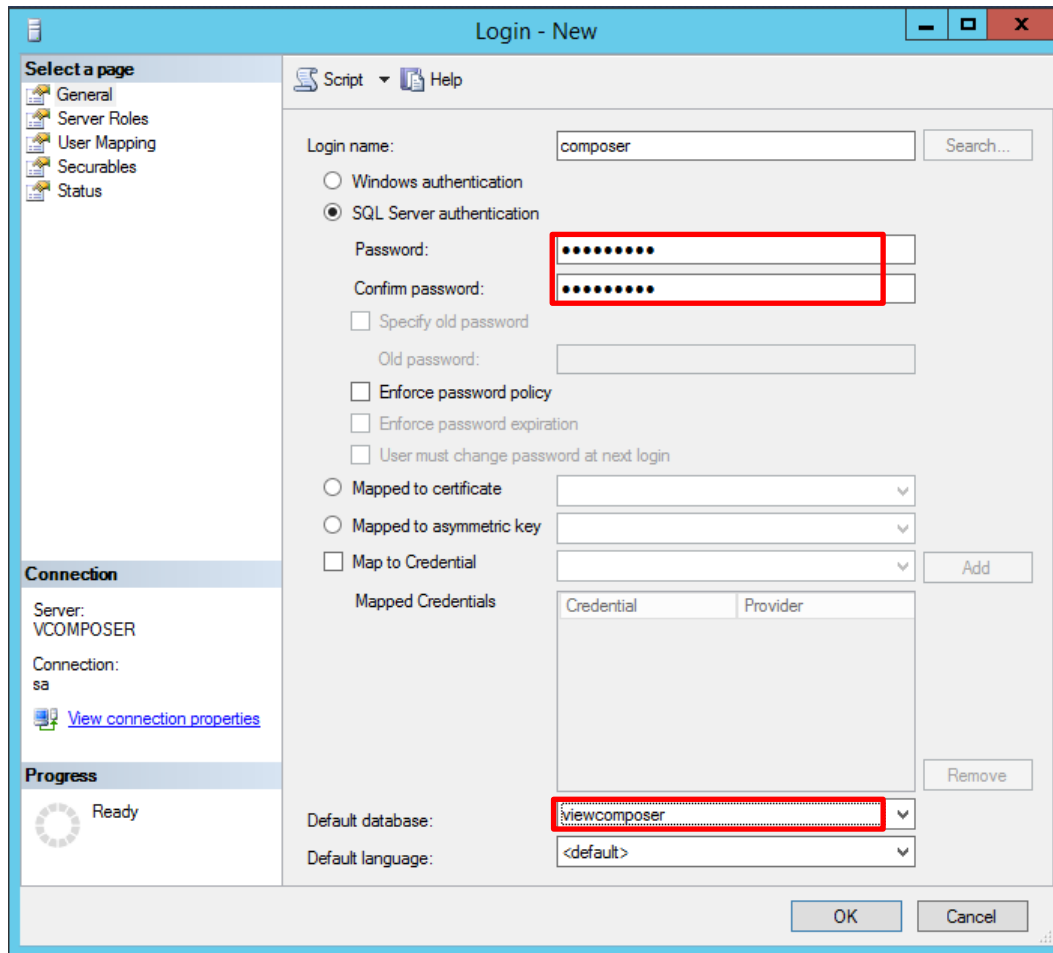 Login - New
Select a page
General
Server Roles
User Mapping
Securables
Status
Script
Help
Login name:
composer
Search...
Windows authentication
SQL Server authentication
Password:
•••••••••
Confirm password:
•••••••••
Specify old password
Old password:
Enforce password policy
Enforce password expiration
User must change password at next login
Mapped to certificate
Mapped to asymmetric key
Map to Credential
Add
Mapped Credentials
Credential Provider
Remove
Default database:
viewcomposer
Default language:
<default>
Connection
Server:
VCOMPOSER
Connection:
sa
View connection properties
Progress
Ready
OK
Cancel